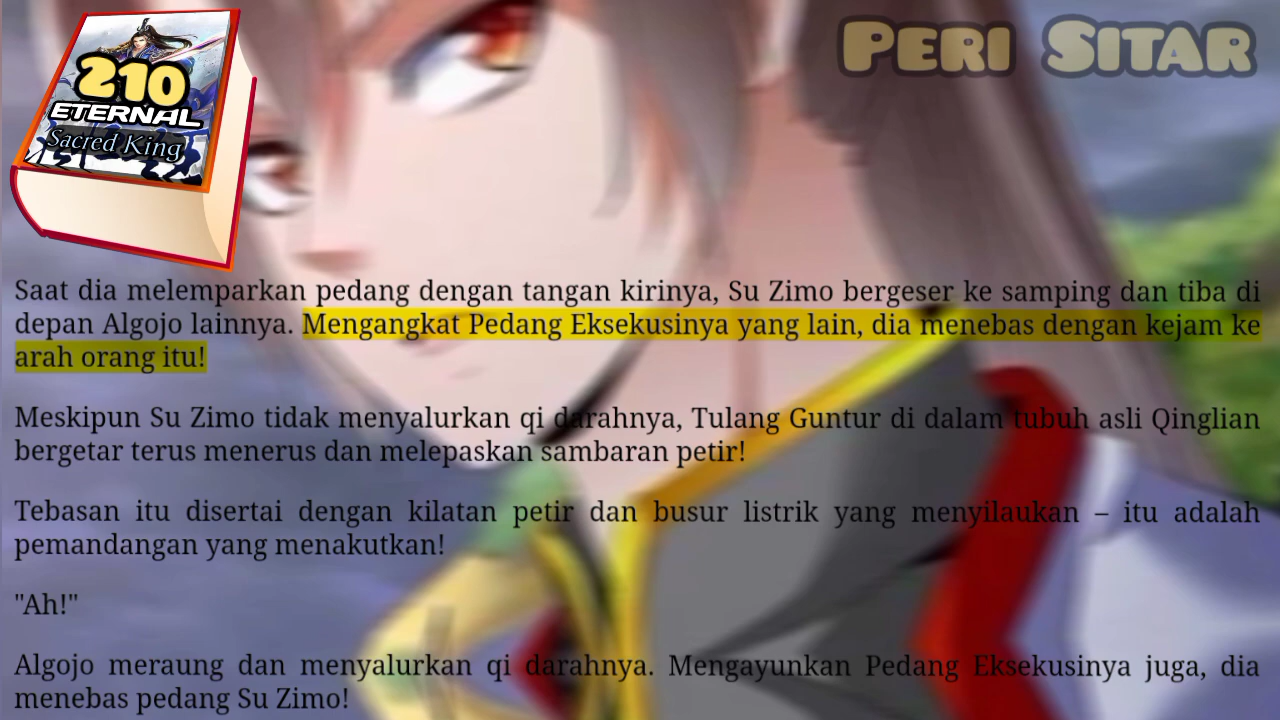 PERI SITAR
210
ETERNAL
Sacred King
Saat dia melemparkan pedang dengan tangan kirinya, Su Zimo bergeser ke samping dan tiba di
depan Algojo lainnya. Mengangkat Pedang Eksekusinya yang lain, dia menebas dengan kejam ke
arah orang itu!
Meskipun Su Zimo tidak menyalurkan qi darahnya, Tulang Guntur di dalam tubuh asli Qinglian
bergetar terus menerus dan melepaskan sambaran petir!
Tebasan itu disertai dengan kilatan petir dan busur listrik yang menyilaukan – itu adalah
pemandangan yang menakutkan!
"Ah!"
Algojo meraung dan menyalurkan qi darahnya. Mengayunkan Pedang Eksekusinya juga, dia
menebas pedang Su Zimo!